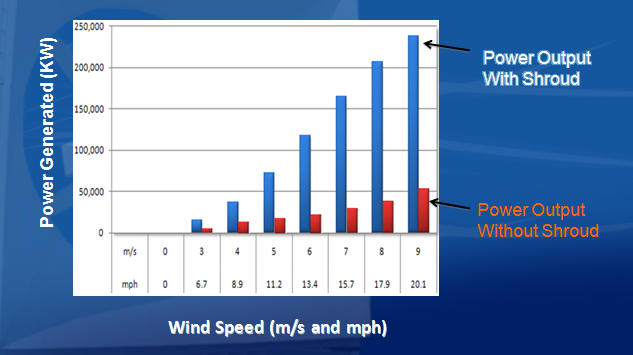 Power Generated (KW)
250,000
200,000
150,000
100,000
50,000
0
m/s 0 3 4 5 6 7 8 9
mph 0 6.7 8.9 11.2 13.4 15.7 17.9 20.1
Wind Speed (m/s and mph)
Power Output
With Shroud
Power Output
Without Shroud